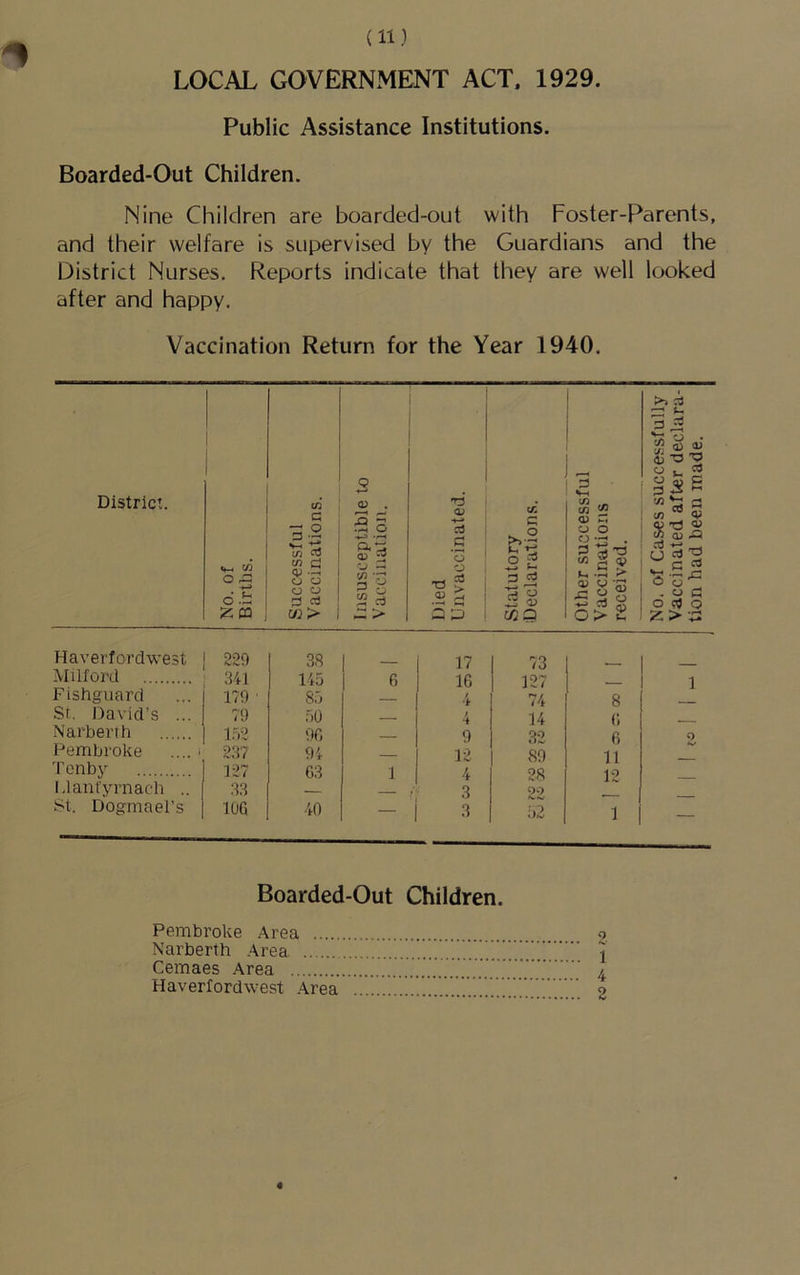 (11)
LOCAL GOVERNMENT ACT, 1929.
Public Assistance Institutions.
Boarded-Out Children.
Nine Children are boarded-out with Foster-Parents,
and their welfare is supervised by the Guardians and the
District Nurses. Reports indicate that they are well looked
after and happy.
Vaccination Return for the Year 1940.
District. | No. of Births. | Successful Vaccinations. | Insusceptible to Vaccination. | Died Unvaccinated. | Statutory Declarations. | Other successful Vaccinations received. | No. of Cases successfully Vaccinated after declara- tion had been made.
Haverfordwest | 229 | 38 | — | 17 | 73 | — | —
Milford .......... | 341 | 145 | 6 | 16 | 127 | — | 1
Fishguard ... | 179 | 85 | — | 4 | 74 | 8 | —
St. David's ... | 79 | 50 | — | 4 | 14 | 6 | —
Narberth ...... | 152 | 96 | — | 9 | 32 | 6 | 2
Pembroke .... | 237 | 94 | — | 12 | 89 | 11 | —
Tenby .......... | 127 | 63 | 1 | 4 | 28 | 12 | —
Llanfyrnach .. | 33 | — | — | 3 | 22 | — | —
St. Dogmael's | 106 | 40 | — | 3 | 52 | 1 | —
Boarded-Out Children.
Pembroke Area .......... 2
Narberth Area .......... 1
Cemaes Area .......... 4
Haverfordwest Area .......... 2